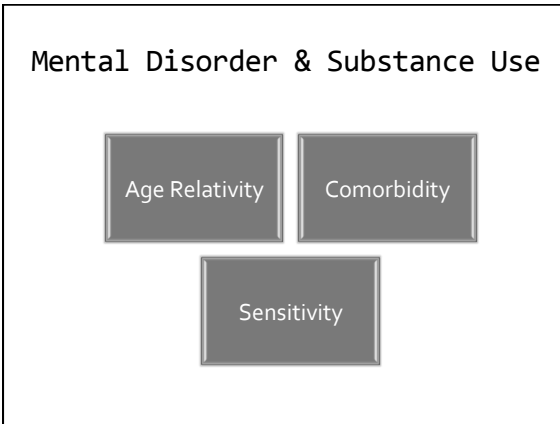 Mental Disorder & Substance Use
Age Relativity
Comorbidity
Sensitivity